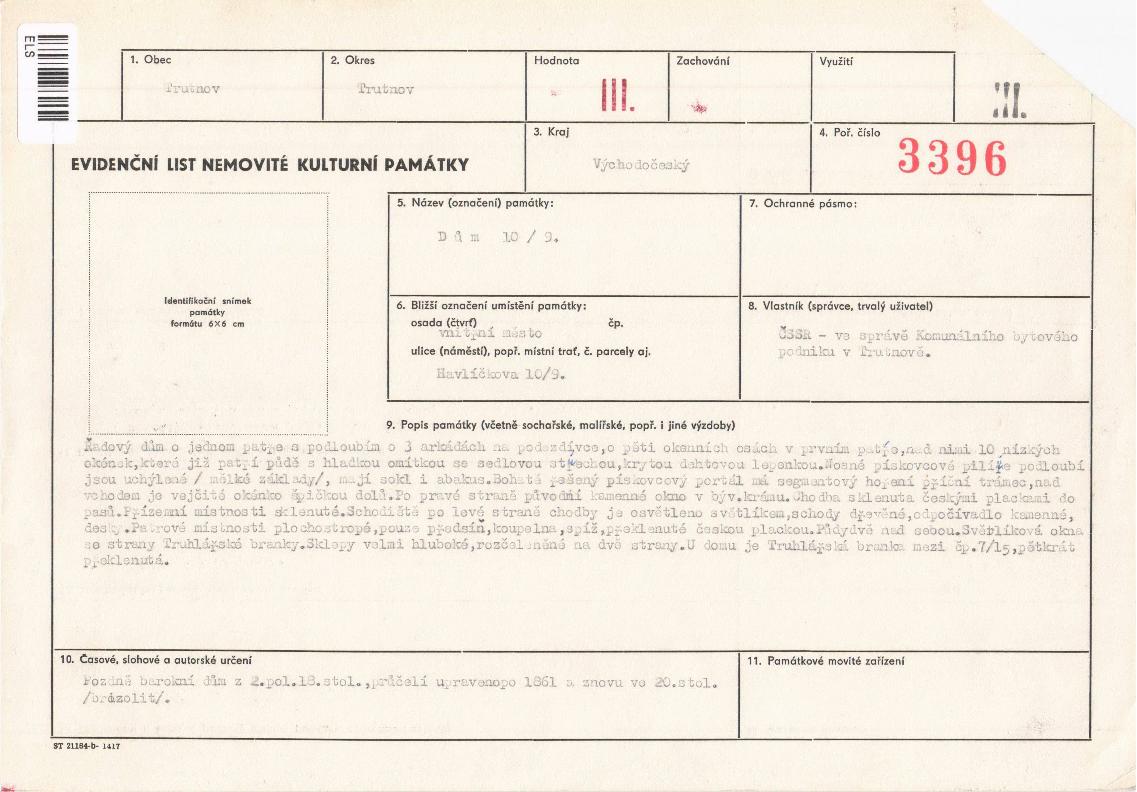 ELS
1. Obec
Trutnov
2. Okres
Trutnov
Hodnota
III.
Zachování
Využití
III.
EVIDENČNÍ LIST NEMOVITÉ KULTURNÍ PAMÁTKY
3. Kraj
Východočeský
4. Poř. číslo
3396
Identifikační snímek
památky
formátu 6×6 cm
5. Název (označení) památky:
D ů m 10 / 9.
7. Ochranné pásmo:
6. Bližší označení umístění památky:
osada (čtvrť) čp.
vnitřní město
ulice (náměstí), popř. místní trať, č. parcely aj.
Havlíčkova 10/9.
8. Vlastník (správce, trvalý uživatel)
ČSSR - ve správě Komunálního bytového
podniku v Trutnově.
9. Popis památky (včetně sochařské, malířské, popř. i jiné výzdoby)
Řadový dům o jednom patře s podloubím o 3 arkádách na podezdívce,o pěti okenních osách v prvním patře,nad nimi 10 nízkých
okének,která již patří půdě s hladkou omítkou se sedlovou střechou,krytou dehtovou lepenkou.Nosné pískovcové pilíře podloubí
jsou uchýlené / mělké základy/, mají sokl i abakus.Bohatě řešený pískovcový portál má segmentový horení příční trámec,nad
vchodem je vejčité okénko špičkou dolů.Po pravé straně původní kamenné okno v býv.krámu.Chodba sklenuta českými plackami do
pasů.Přízemní místnosti sklenuté.Schodiště po levé straně chodby je osvětleno světlíkem,schody dřevěné,odpočívadlo kamenné,
desky.Patrové místnosti plochostropé,pouze předsíň,koupelna,spíž,překlenuté českou plackou.Půdydvě nad sebou.Světlíková okna
se strany Truhlářské branky.Sklepy velmi hluboké,rozčleněné na dvě strany.U domu je Truhlářská branka mezi čp.7/15,pětkrát
překlenutá.
10. Časové, slohové a autorské určení
Pozdně barokní dům z 2.pol.18.stol.,průčelí upravenopo 1861 a znovu ve 20.stol.
/brizolit/.
11. Památkové movité zařízení
ST 21184-b- 1417